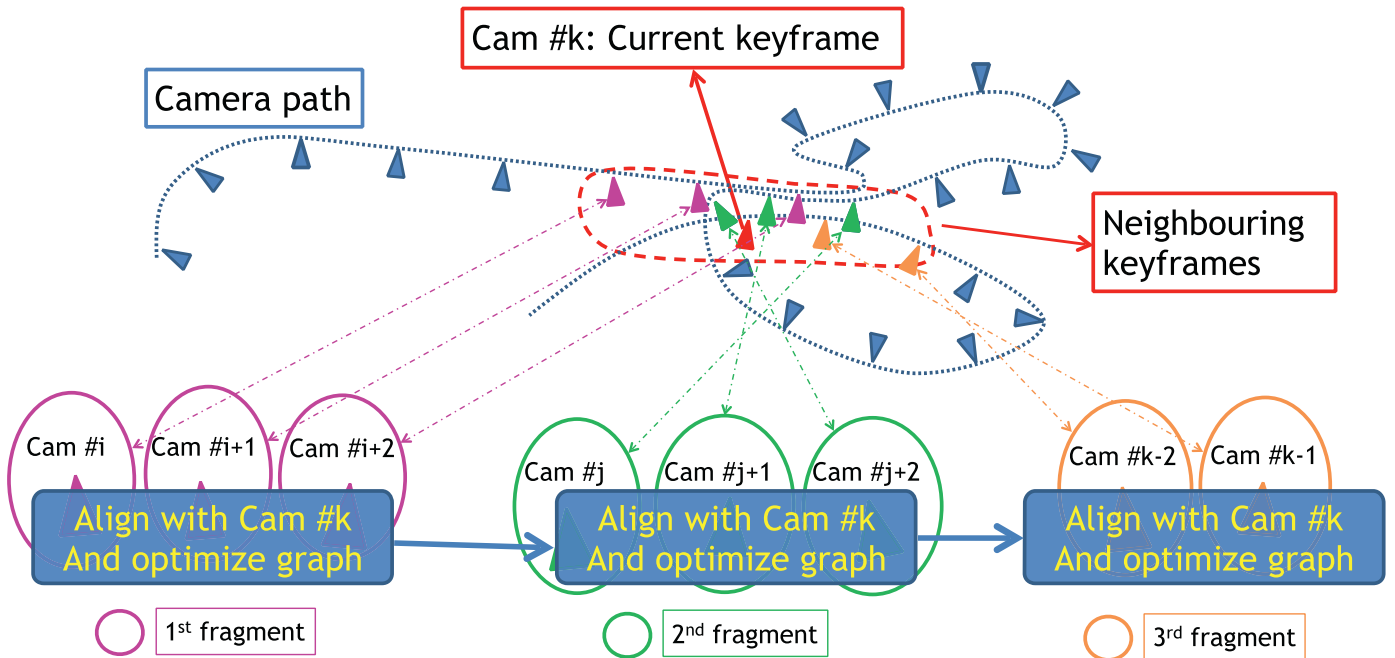 Cam #k: Current keyframe
Camera path
Neighbouring
keyframes
Cam #i
Cam #i+1
Cam #i+2
Cam #j
Cam #j+1
Cam #j+2
Cam #k-2
Cam #k-1
Align with Cam #k
And optimize graph
Align with Cam #k
And optimize graph
Align with Cam #k
And optimize graph
1st fragment
2nd fragment
3rd fragment